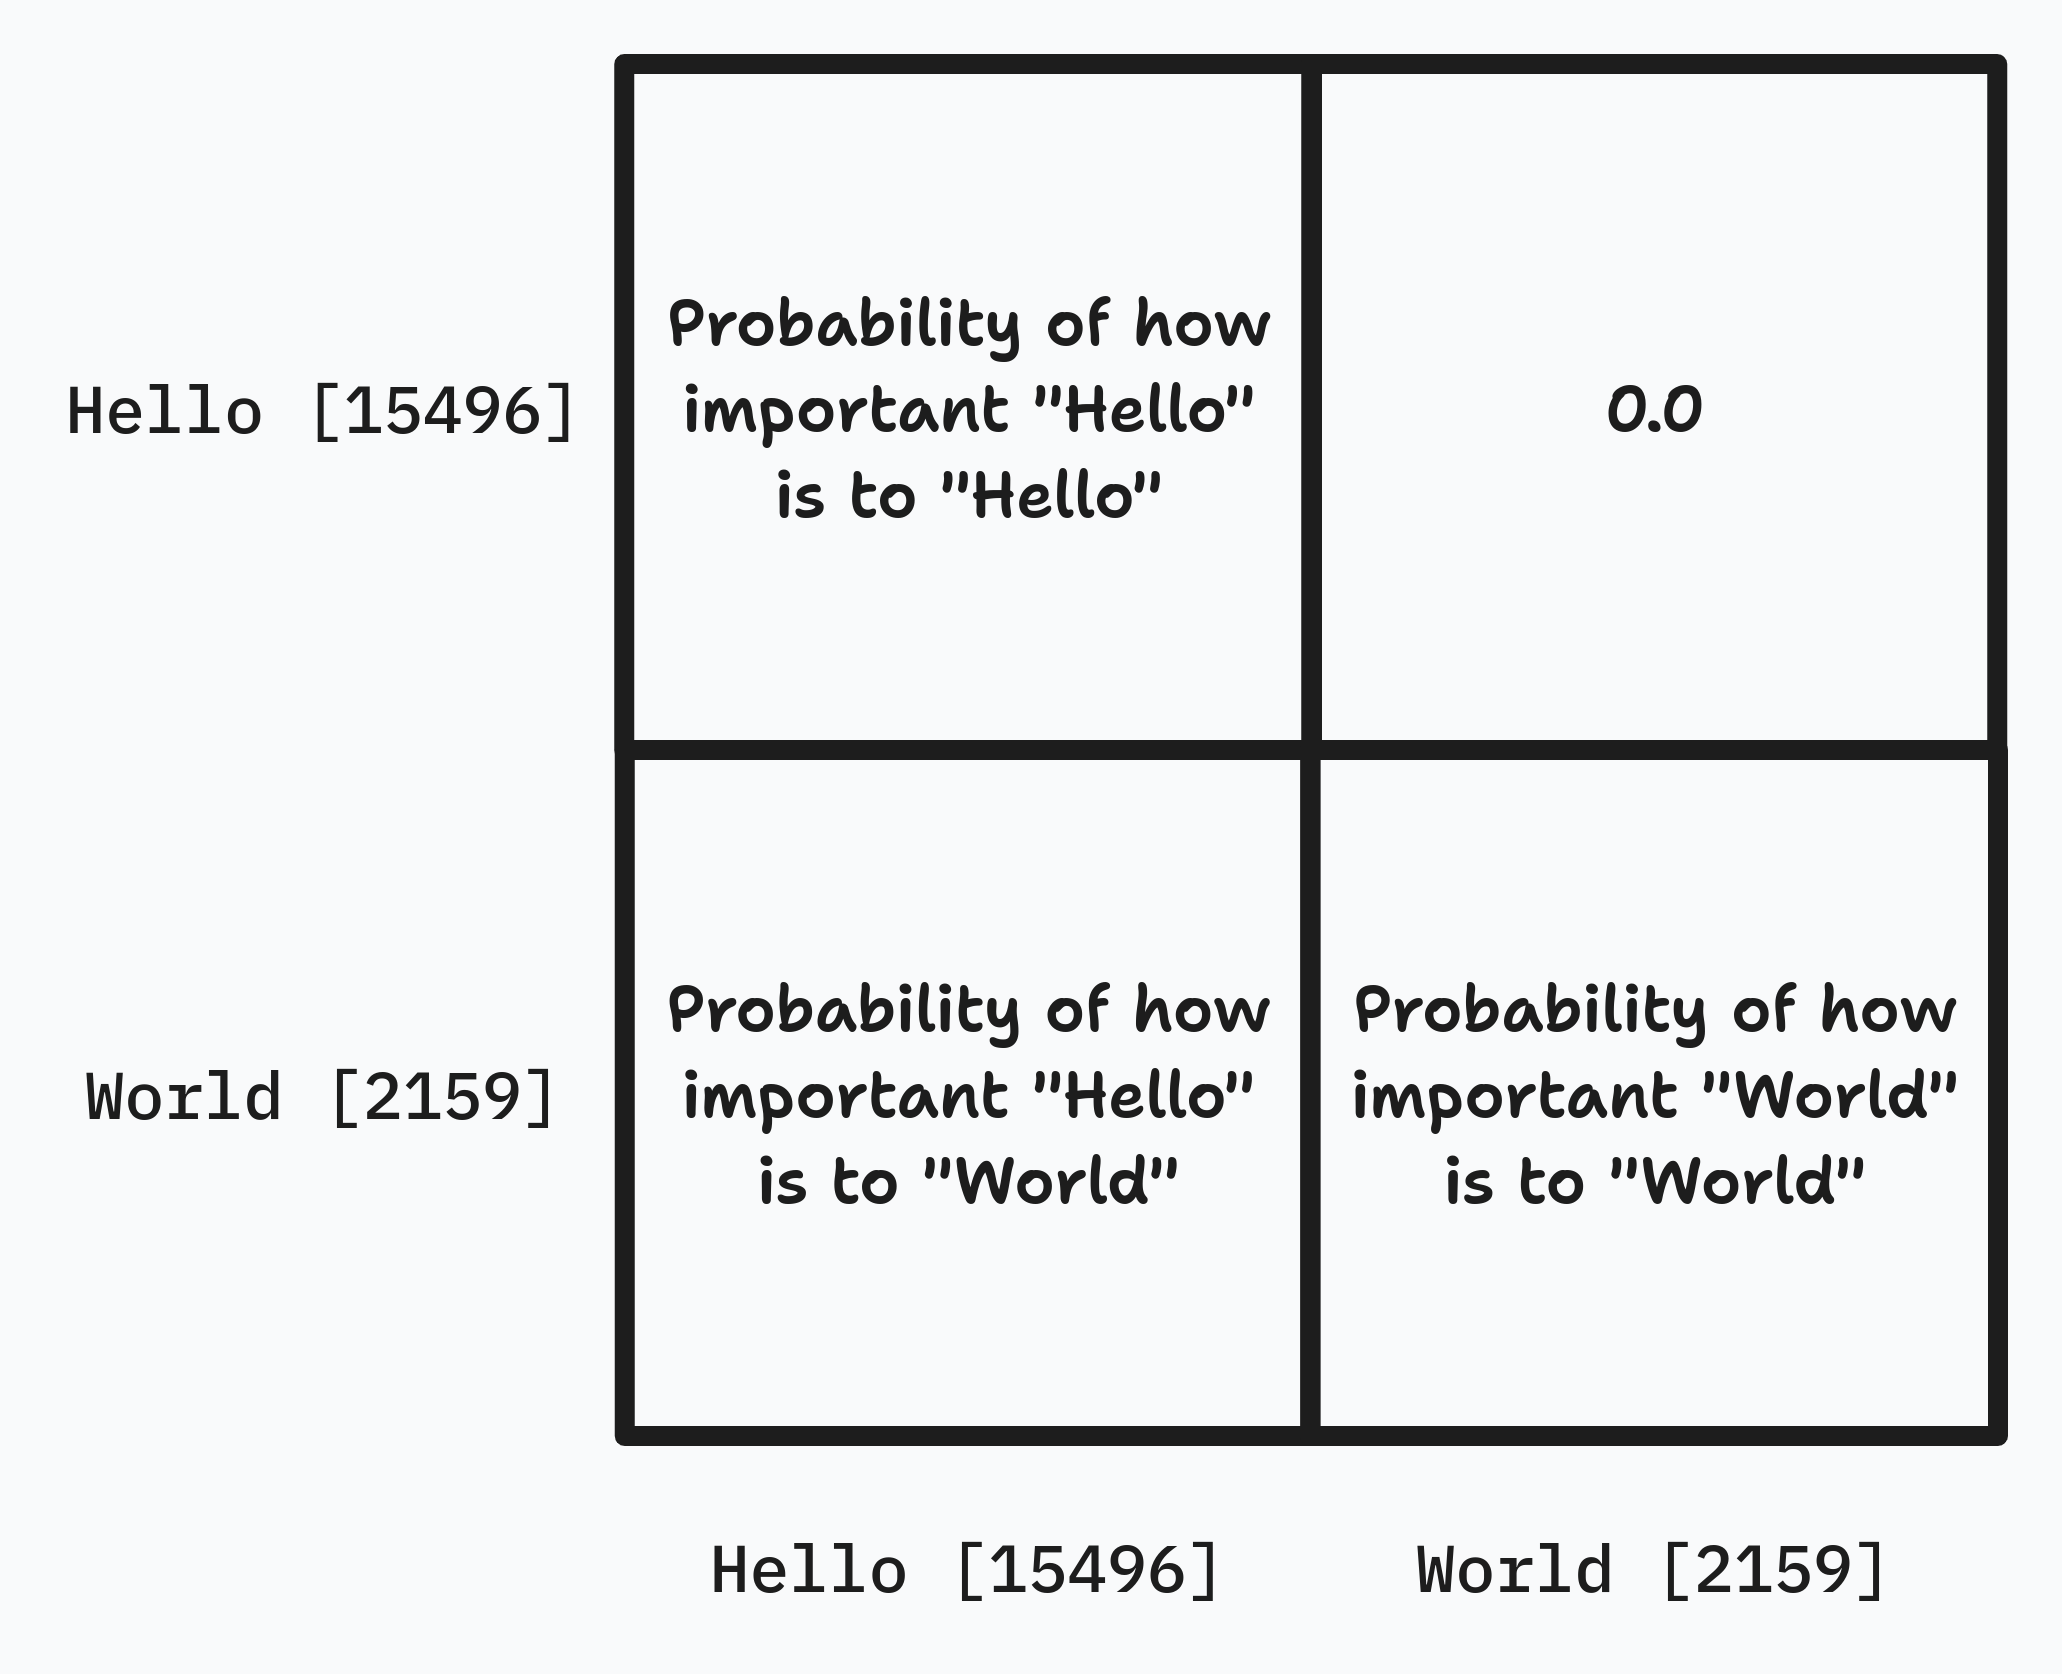 Probability of how
important "Hello"
is to "Hello"
0.0
Hello [15496]
Probability of how
important "Hello"
is to "World"
Probability of how
important "World"
is to "World"
World [2159]
Hello [15496]
World [2159]